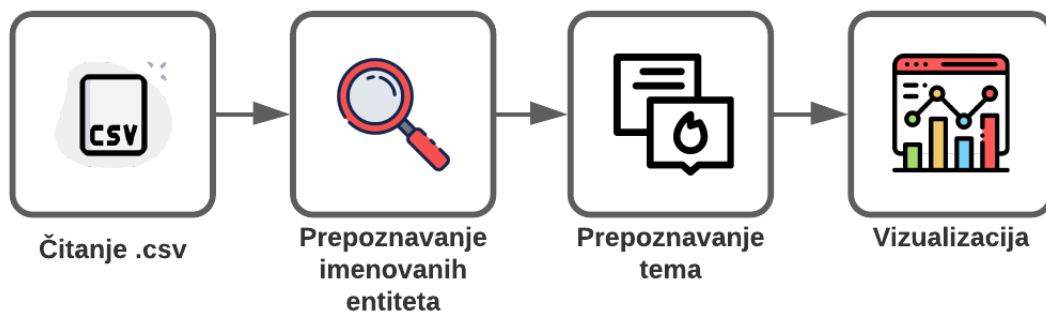 CSV
Čitanje .csv
Prepoznavanje
imenovanih
entiteta
Prepoznavanje
tema
Vizualizacija